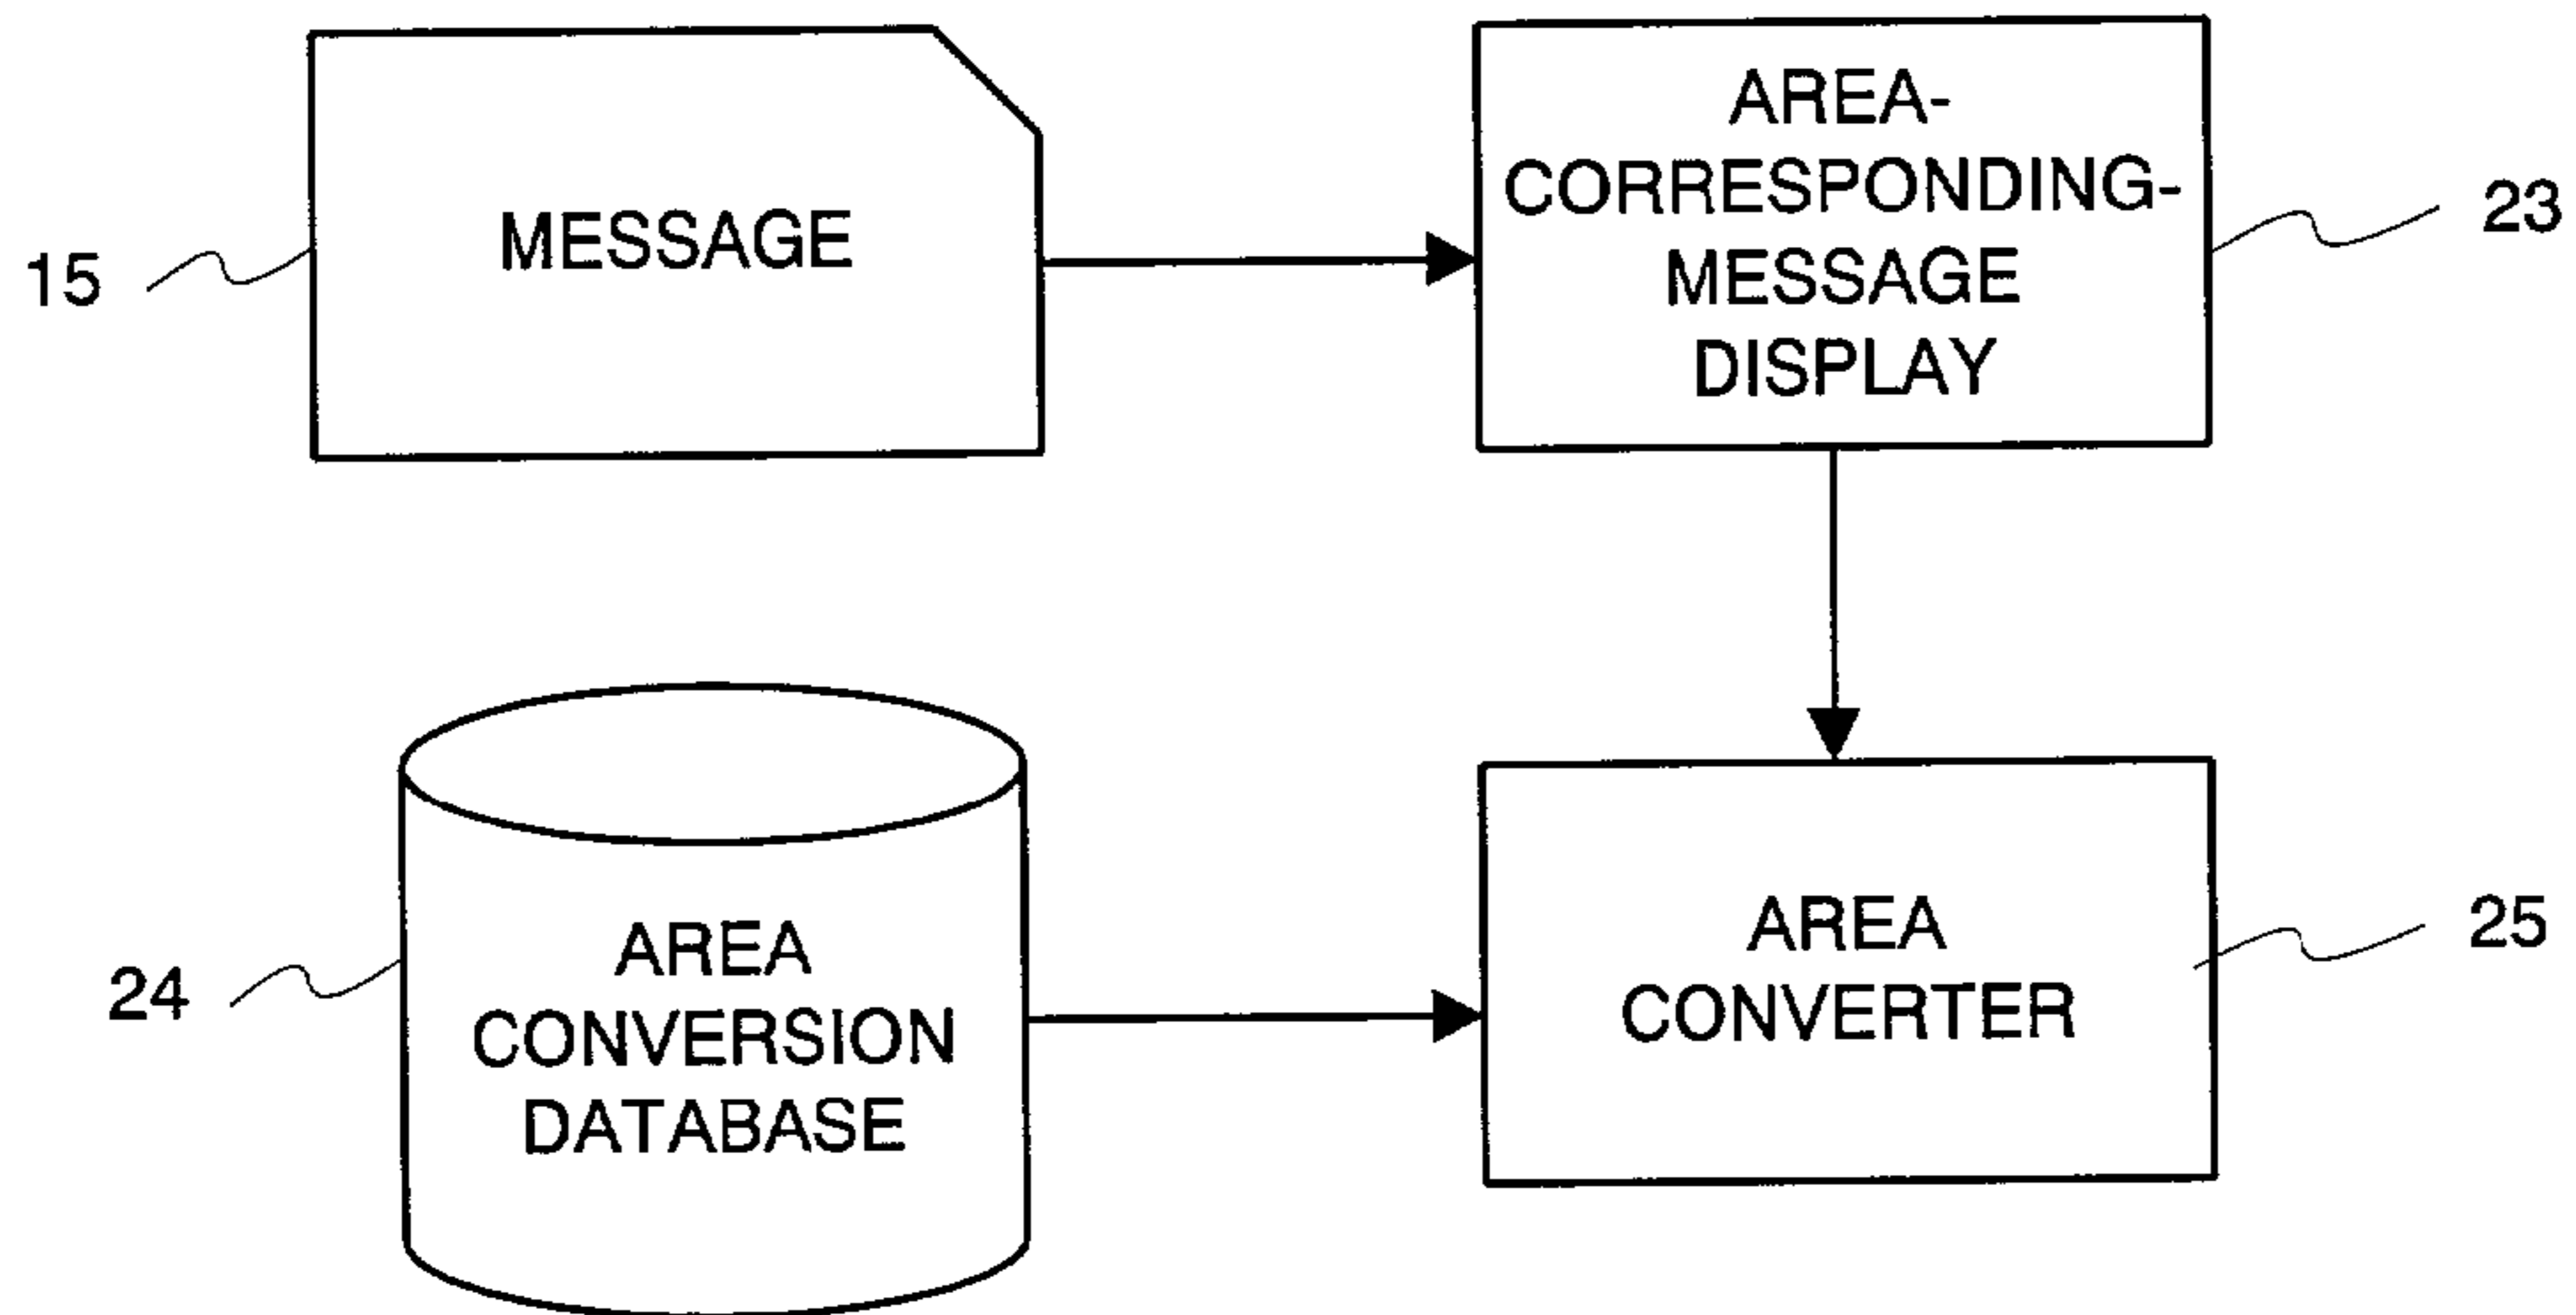 15
MESSAGE
AREA-
CORRESPONDING-
MESSAGE
DISPLAY
23
24
AREA
CONVERSION
DATABASE
AREA
CONVERTER
25